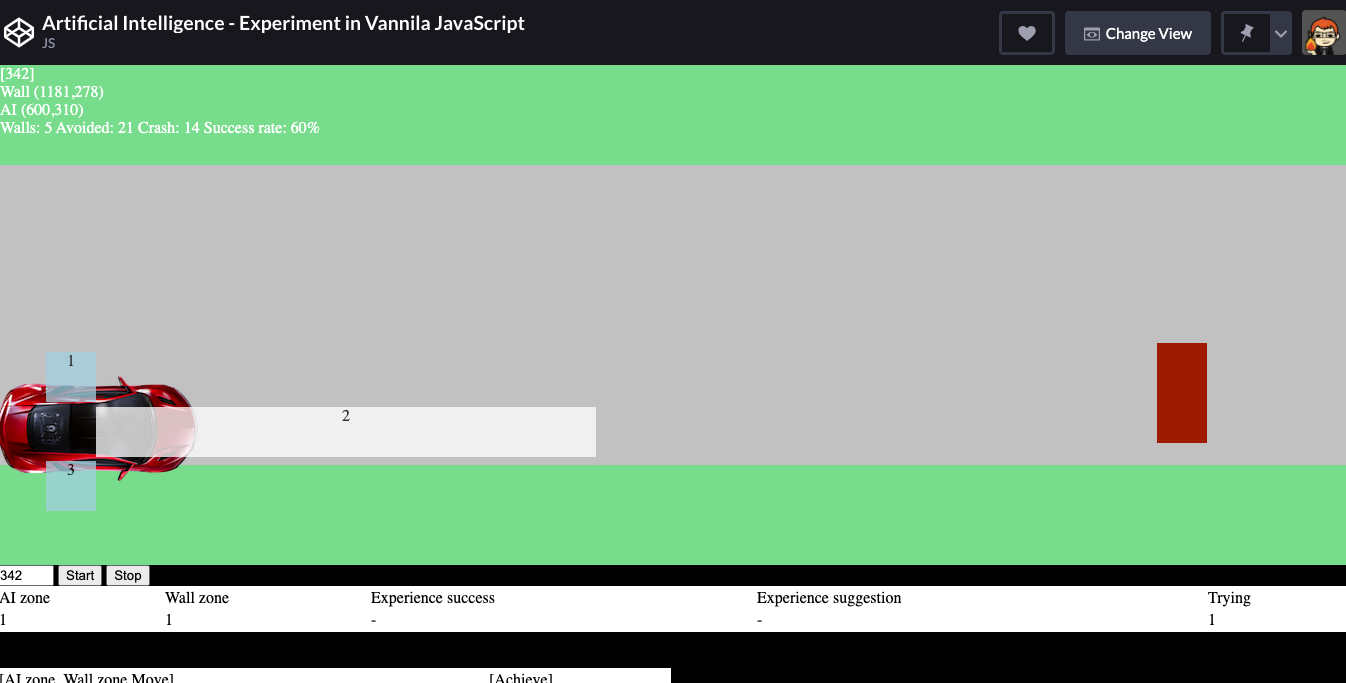 Artificial Intelligence - Experiment in Vannila JavaScript
JS
Change View
[342]
Wall (1181,278)
AI (600,310)
Walls: 5 Avoided: 21 Crash: 14 Success rate: 60%
1
2
3
342 Start Stop
AI zone Wall zone Experience success Experience suggestion Trying
1 1 - - 1
[AI zone, Wall zone Move] [Achieve]